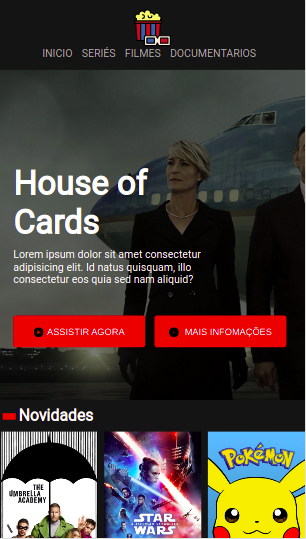 INICIO SERIÉS FILMES DOCUMENTARIOS
House of
Cards
Lorem ipsum dolor sit amet consectetur
adipisicing elit. Id natus quisquam, illo
consectetur eos quia sed nam aliquid?
ASSISTIR AGORA
MAIS INFOMAÇÕES
Novidades
THE
UMBRELLA
ACADEMY
STAR WARS
POKéMON